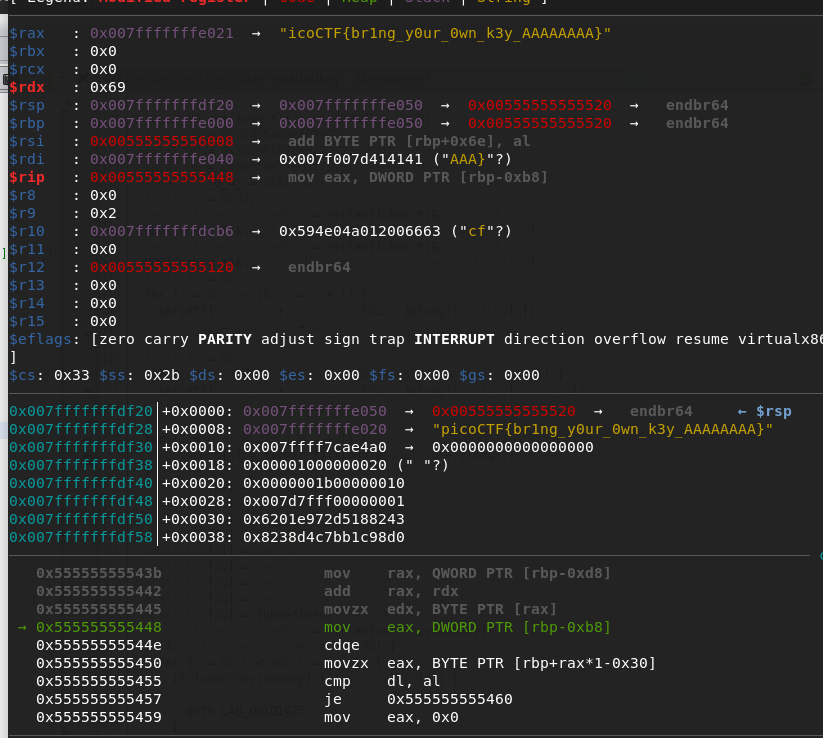 [ Legend: Modified register | Code | Heap | Stack | String ]
$rax   : 0x007fffffffe021  →  "icoCTF{br1ng_y0ur_0wn_k3y_AAAAAAAA}"
$rbx   : 0x0
$rcx   : 0x0
$rdx   : 0x69
$rsp   : 0x007fffffffdf20  →  0x007fffffffe050  →  0x00555555555520  →   endbr64
$rbp   : 0x007fffffffe000  →  0x007fffffffe050  →  0x00555555555520  →   endbr64
$rsi   : 0x00555555556008  →   add BYTE PTR [rbp+0x6e], al
$rdi   : 0x007fffffffe040  →  0x007f007d414141 ("AAA}"?)
$rip   : 0x00555555555448  →   mov eax, DWORD PTR [rbp-0xb8]
$r8    : 0x0
$r9    : 0x2
$r10   : 0x007fffffffdcb6  →  0x594e04a012006663 ("cf"?)
$r11   : 0x0
$r12   : 0x00555555555120  →   endbr64
$r13   : 0x0
$r14   : 0x0
$r15   : 0x0
$eflags: [zero carry PARITY adjust sign trap INTERRUPT direction overflow resume virtualx86
]
$cs: 0x33 $ss: 0x2b $ds: 0x00 $es: 0x00 $fs: 0x00 $gs: 0x00
0x007fffffffdf20│+0x0000: 0x007fffffffe050  →  0x00555555555520  →   endbr64     ← $rsp
0x007fffffffdf28│+0x0008: 0x007fffffffe020  →  "picoCTF{br1ng_y0ur_0wn_k3y_AAAAAAAA}"
0x007fffffffdf30│+0x0010: 0x007ffff7cae4a0  →  0x0000000000000000
0x007fffffffdf38│+0x0018: 0x00001000000020 (" "?)
0x007fffffffdf40│+0x0020: 0x0000001b00000010
0x007fffffffdf48│+0x0028: 0x007d7fff00000001
0x007fffffffdf50│+0x0030: 0x6201e972d5188243
0x007fffffffdf58│+0x0038: 0x8238d4c7bb1c98d0
0x55555555543b                  mov    rax, QWORD PTR [rbp-0xd8]
0x555555555442                  add    rax, rdx
0x555555555445                  movzx  edx, BYTE PTR [rax]
→ 0x555555555448                  mov    eax, DWORD PTR [rbp-0xb8]
0x55555555544e                  cdqe
0x555555555450                  movzx  eax, BYTE PTR [rbp+rax*1-0x30]
0x555555555455                  cmp    dl, al
0x555555555457                  je     0x555555555460
0x555555555459                  mov    eax, 0x0